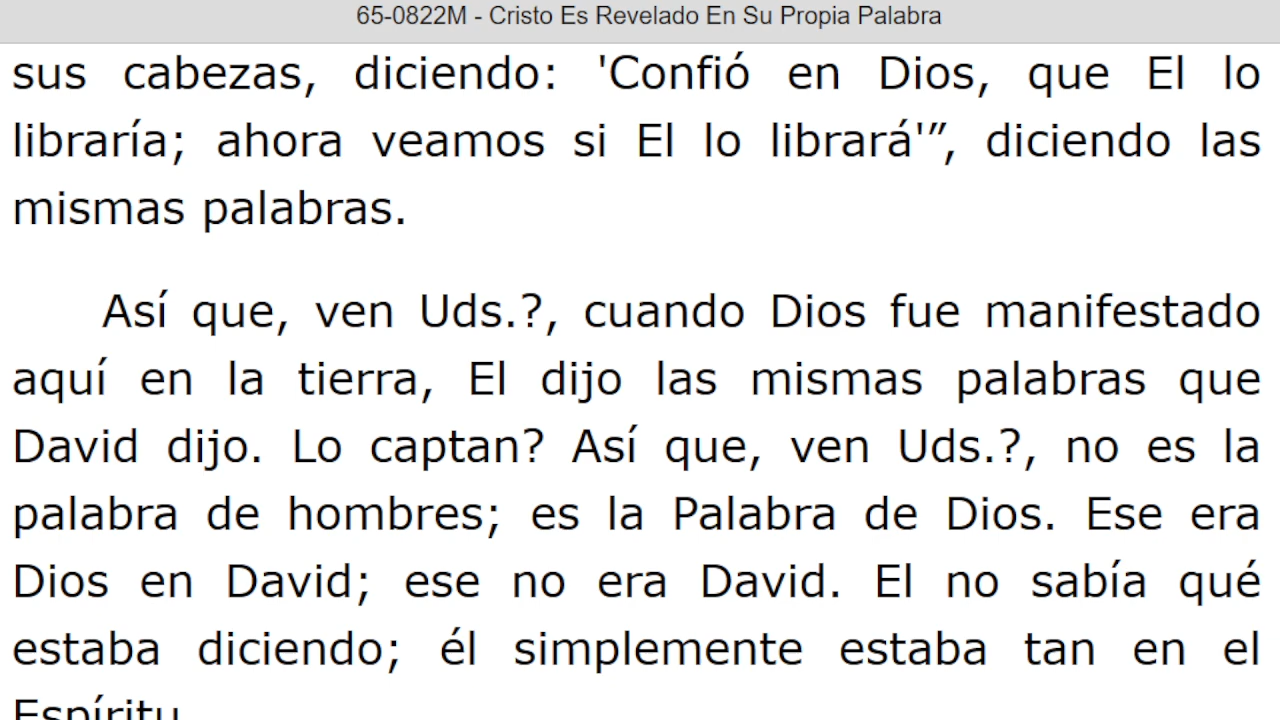 65-0822M - Cristo Es Revelado En Su Propia Palabra
sus cabezas, diciendo: 'Confió en Dios, que El lo
libraría; ahora veamos si El lo librará'”, diciendo las
mismas palabras.
Así que, ven Uds.?, cuando Dios fue manifestado
aquí en la tierra, El dijo las mismas palabras que
David dijo. Lo captan? Así que, ven Uds.?, no es la
palabra de hombres; es la Palabra de Dios. Ese era
Dios en David; ese no era David. El no sabía qué
estaba diciendo; él simplemente estaba tan en el
Espíritu